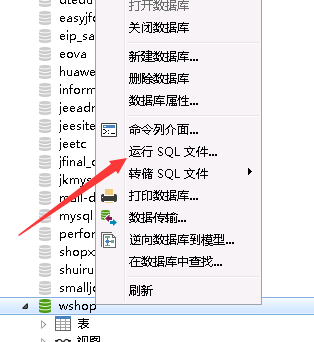 打开数据库
easyjf
关闭数据库
eip_sa
eova
新建数据库...
huawe
删除数据库
inform
数据库属性...
jeeadn
jeesite
命令列介面...
jeetc
运行 SQL 文件...
jfinal_c
转储 SQL 文件
jkmys
打印数据库...
mall-d
数据传输...
mysql
perfor
逆向数据库到模型...
shopx
在数据库中查找...
shuiru
smalljc
刷新
wshop
表
视图